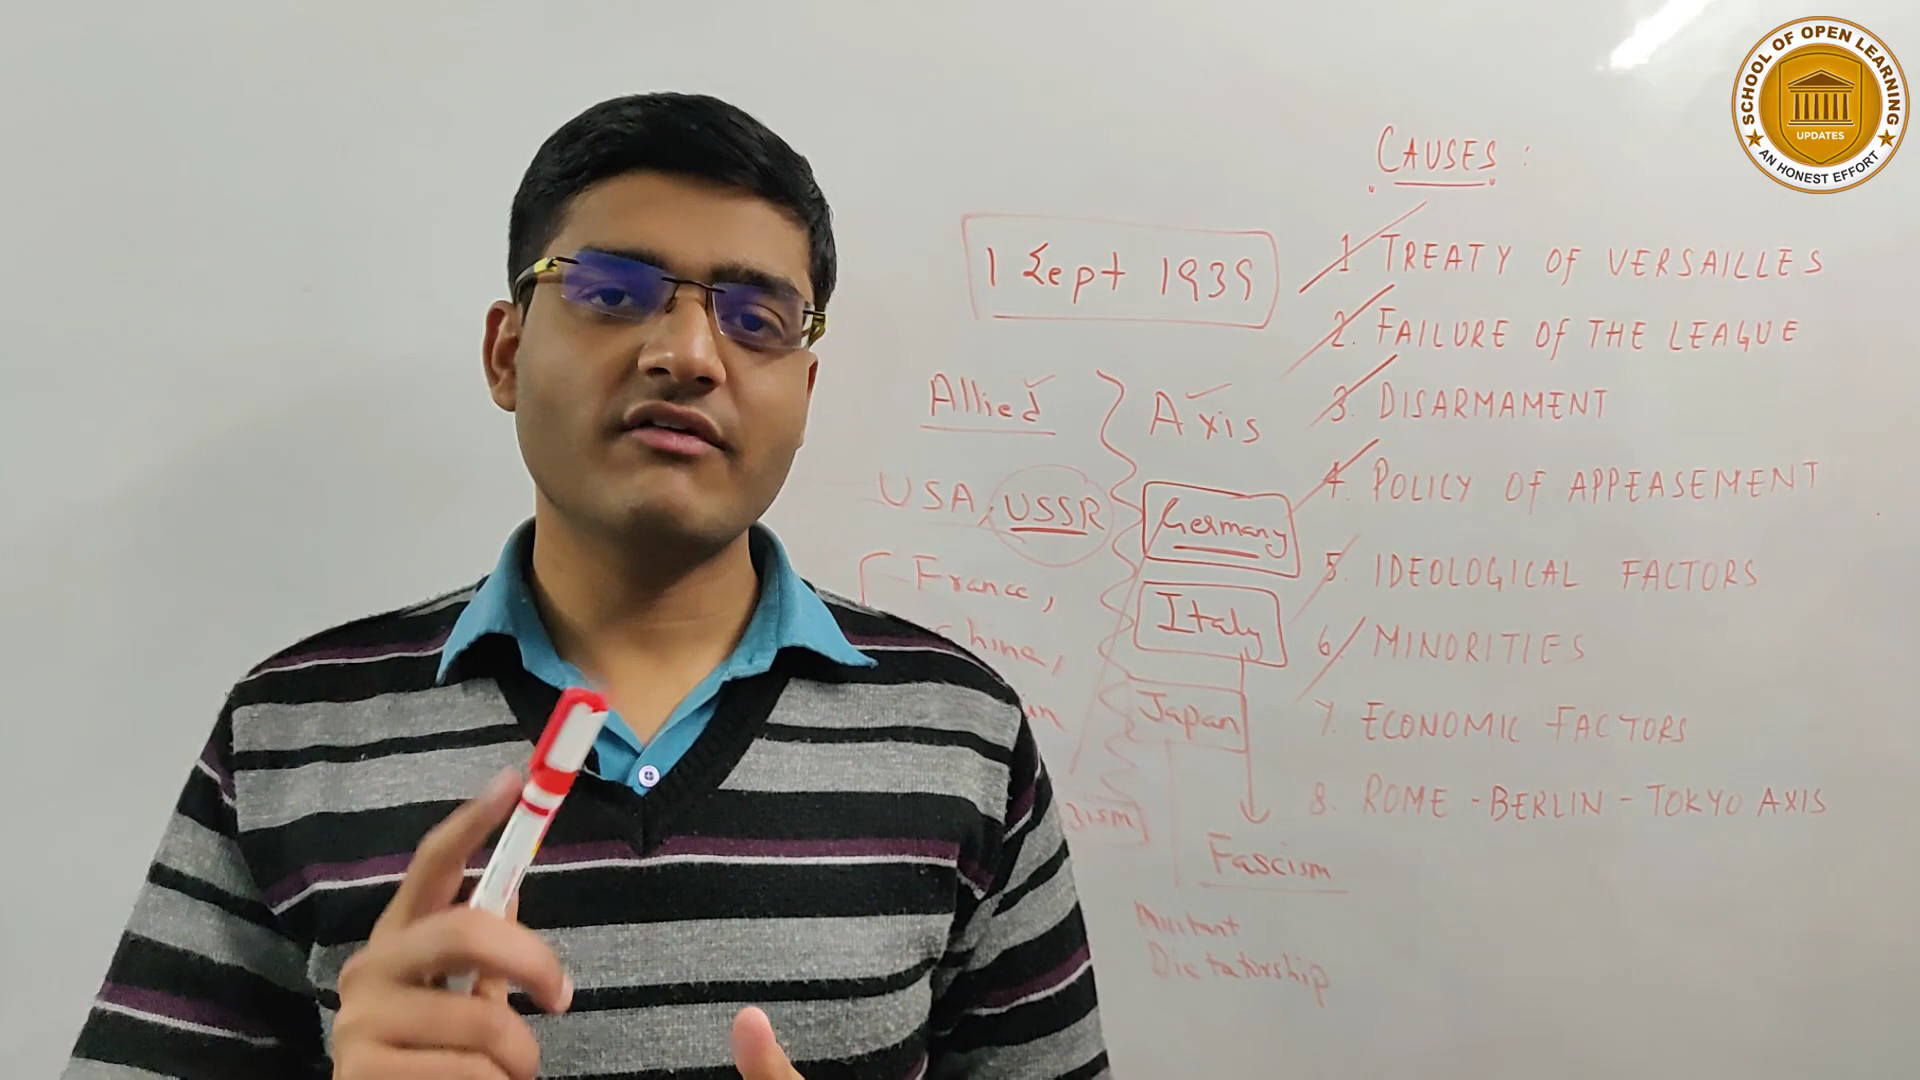 SCHOOL OF OPEN LEARNING
UPDATES
AN HONEST EFFORT
CAUSES :
1 Sept 1939
1. TREATY OF VERSAILLES
2. FAILURE OF THE LEAGUE
3. DISARMAMENT
4. POLICY OF APPEASEMENT
5. IDEOLOGICAL FACTORS
6. MINORITIES
7. ECONOMIC FACTORS
8. ROME - BERLIN - TOKYO AXIS
Allied
USA, USSR
France,
hina,
Axis
Germany
Italy
Japan
Fascism
Dictatorship